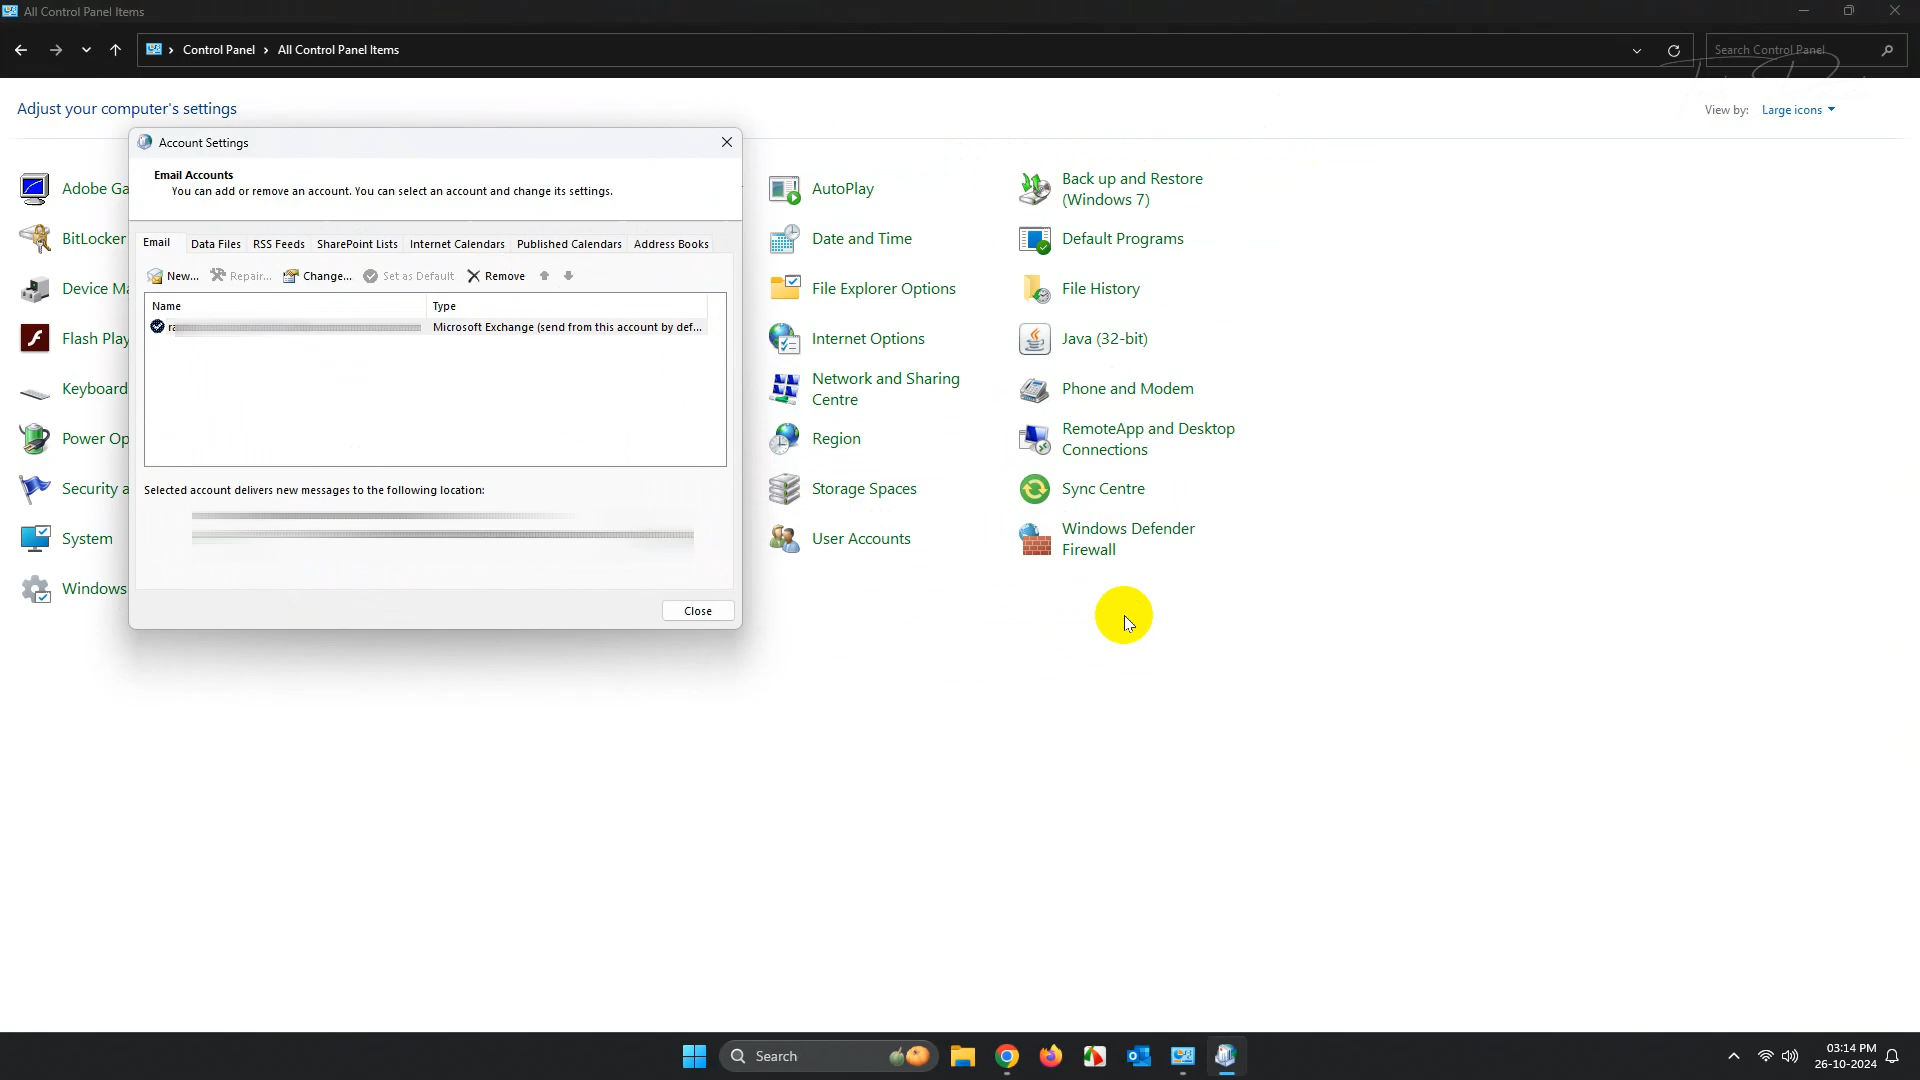 All Control Panel Items
Control Panel > All Control Panel Items
Search Control Panel
Adjust your computer's settings
View by: Large icons
Account Settings
Email Accounts
You can add or remove an account. You can select an account and change its settings.
Email Data Files RSS Feeds SharePoint Lists Internet Calendars Published Calendars Address Books
New... Repair... Change... Set as Default Remove
Name Type
Microsoft Exchange (send from this account by def...
Selected account delivers new messages to the following location:
Close
Adobe Ga
BitLocker
Device Ma
Flash Play
Keyboard
Power Op
Security a
System
Windows
AutoPlay
Date and Time
File Explorer Options
Internet Options
Network and Sharing
Centre
Region
Storage Spaces
User Accounts
Back up and Restore
(Windows 7)
Default Programs
File History
Java (32-bit)
Phone and Modem
RemoteApp and Desktop
Connections
Sync Centre
Windows Defender
Firewall
Search
03:14 PM
26-10-2024